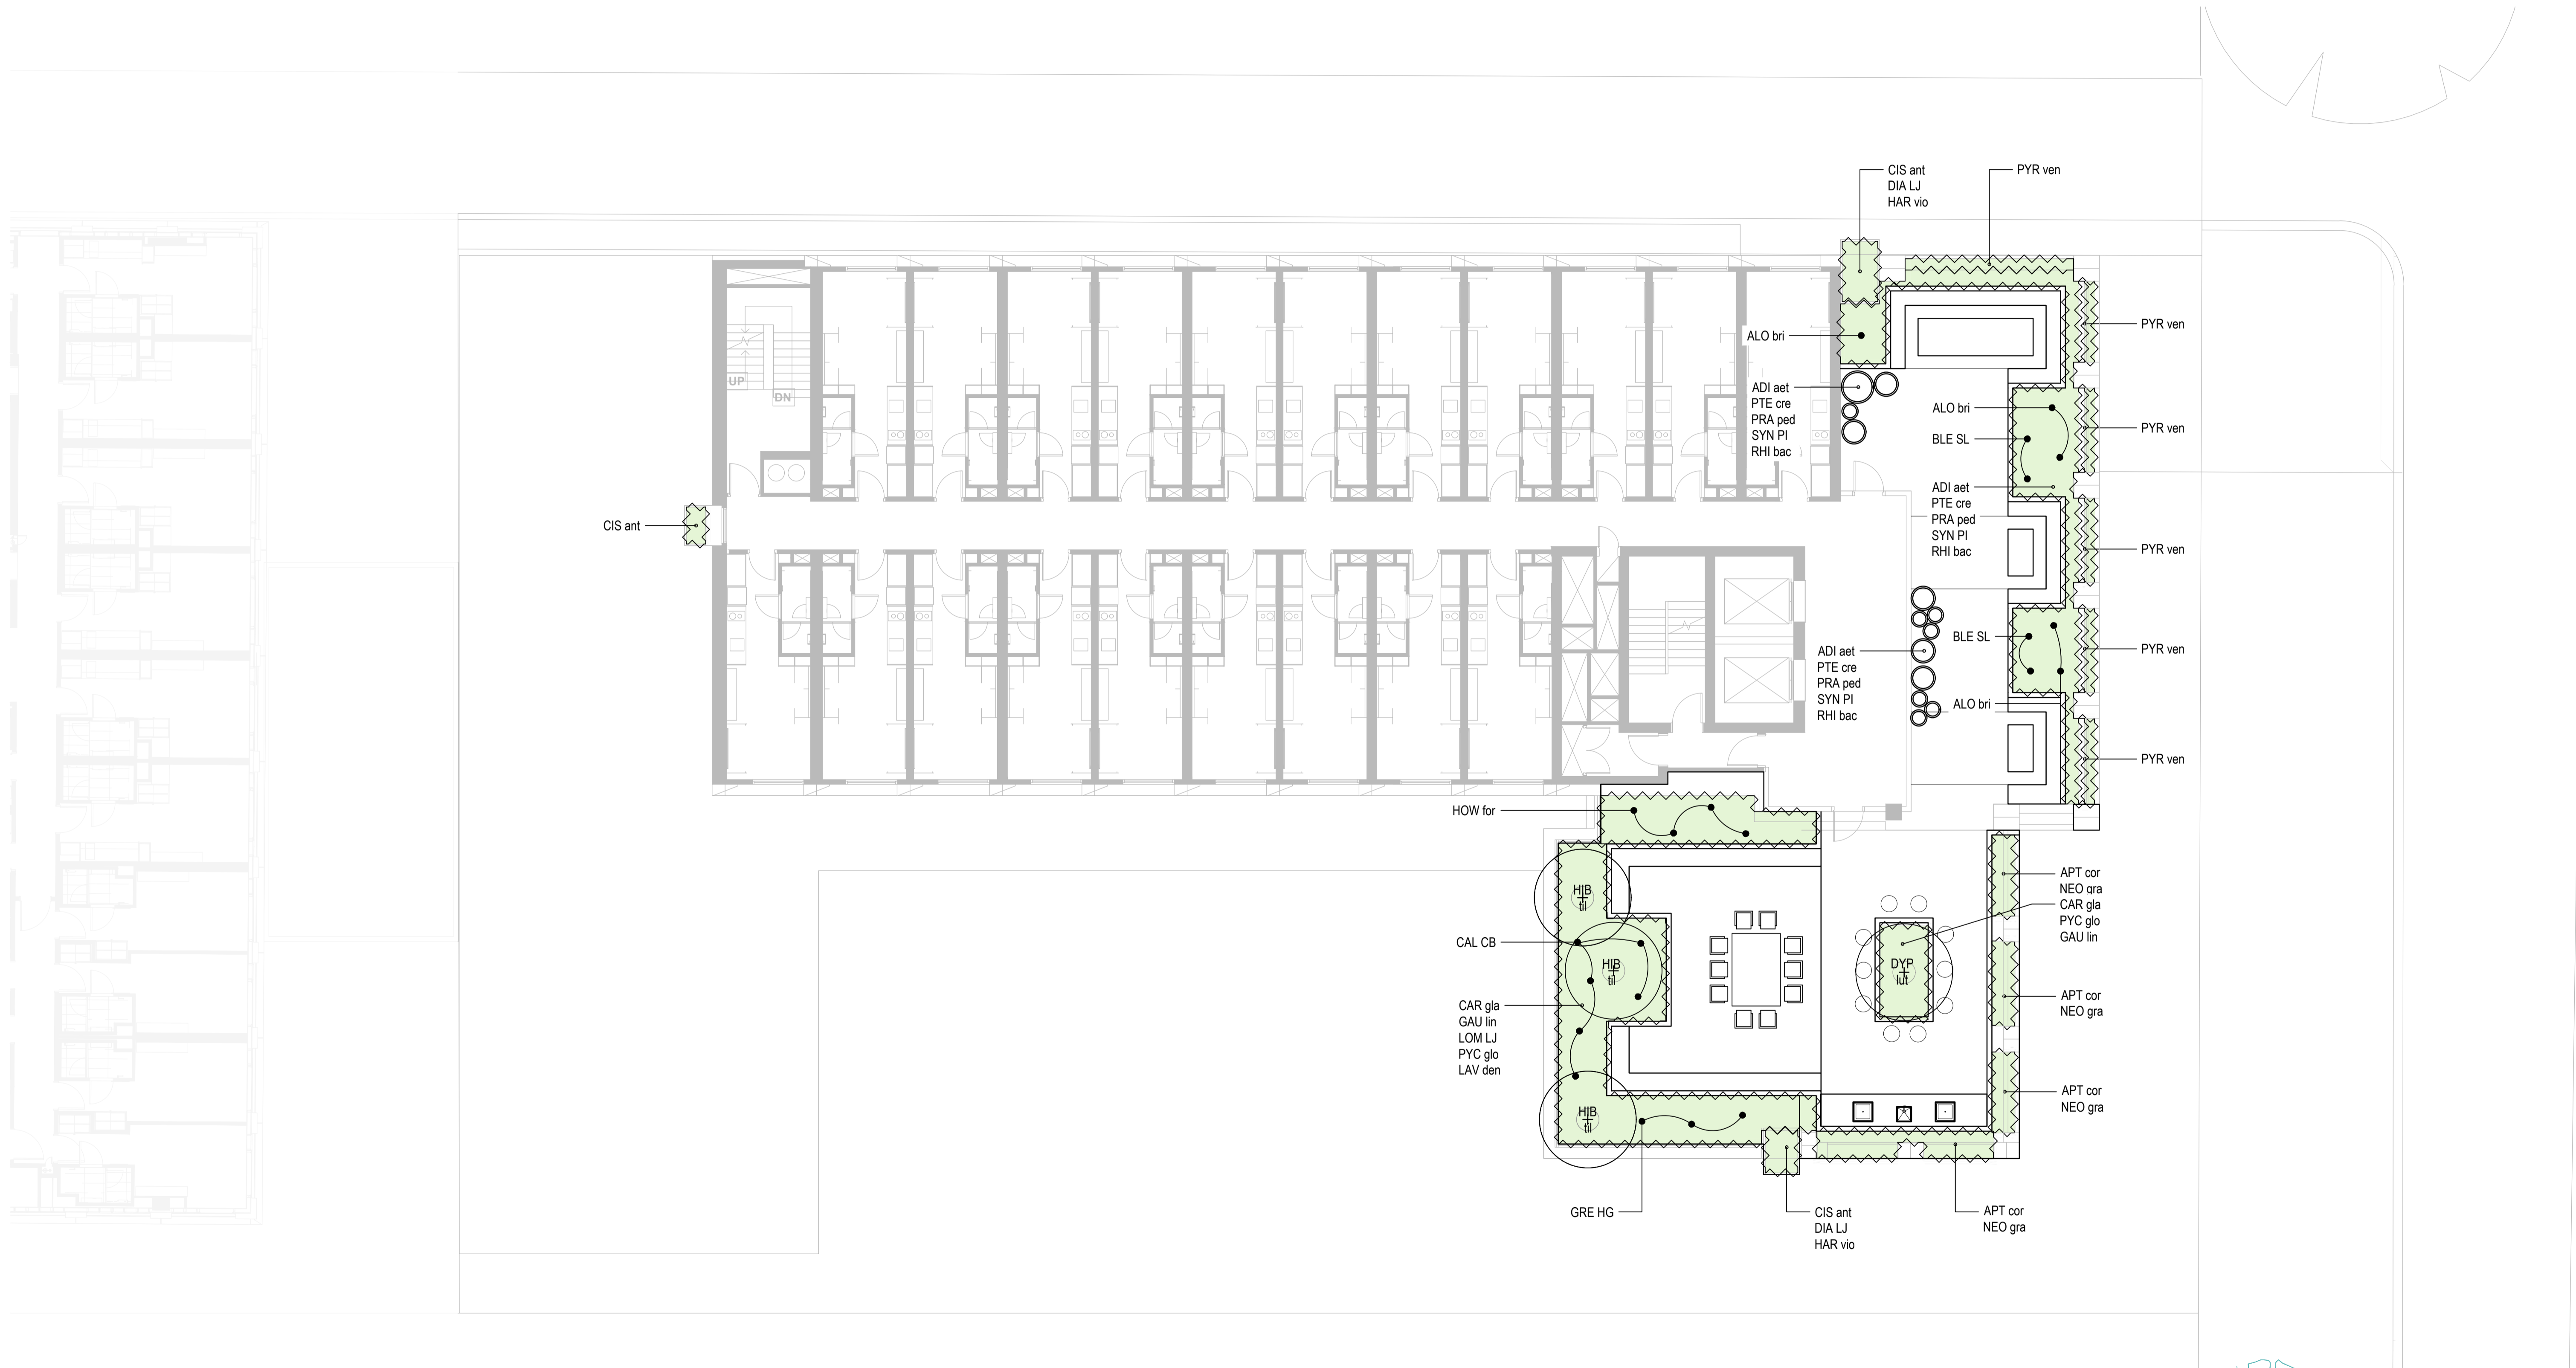 CIS ant
DIA LJ
HAR vio
PYR ven
PYR ven
ALO bri
UP
DN
ADI aet
PTE cre
PRA ped
SYN PI
RHI bac
ALO bri
BLE SL
PYR ven
ADI aet
PTE cre
PRA ped
SYN PI
RHI bac
CIS ant
PYR ven
BLE SL
PYR ven
ADI aet
PTE cre
PRA ped
SYN PI
RHI bac
ALO bri
PYR ven
HOW for
HIB
til
APT cor
NEO gra
CAR gla
PYC glo
GAU lin
CAL CB
HIB
til
DYP
lut
CAR gla
GAU lin
LOM LJ
PYC glo
LAV den
APT cor
NEO gra
HIB
til
APT cor
NEO gra
GRE HG
CIS ant
DIA LJ
HAR vio
APT cor
NEO gra